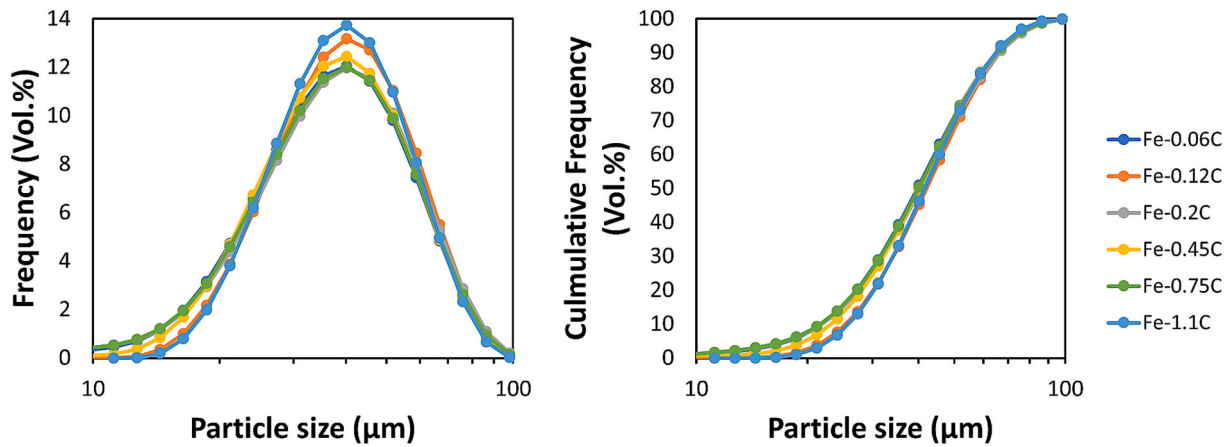 Frequency (Vol.%)
14
12
10
8
6
4
2
0
10
100
Particle size (µm)
Culmulative Frequency
(Vol.%)
100
90
80
70
60
50
40
30
20
10
0
10
100
Particle size (µm)
Fe-0.06C
Fe-0.12C
Fe-0.2C
Fe-0.45C
Fe-0.75C
Fe-1.1C